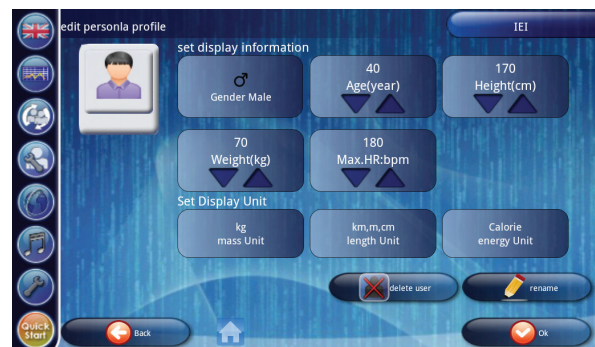 edit personla profile
IEI
set display information
♂
Gender Male
40
Age(year)
170
Height(cm)
70
Weight(kg)
180
Max.HR:bpm
Set Display Unit
kg
mass Unit
km,m,cm
length Unit
Calorie
energy Unit
delete user
rename
Quick
Start
Back
Ok